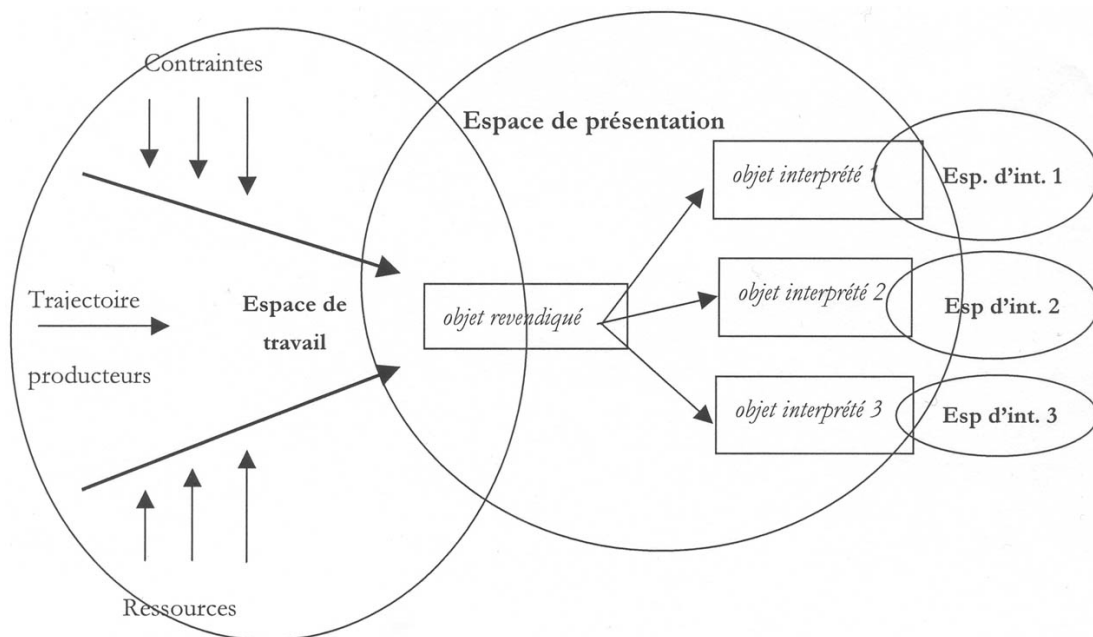 Contraintes
Espace de présentation
objet interprété 1
Esp. d'int. 1
Trajectoire
producteurs
Espace de
travail
objet revendiqué
objet interprété 2
Esp d'int. 2
objet interprété 3
Esp d'int. 3
Ressources